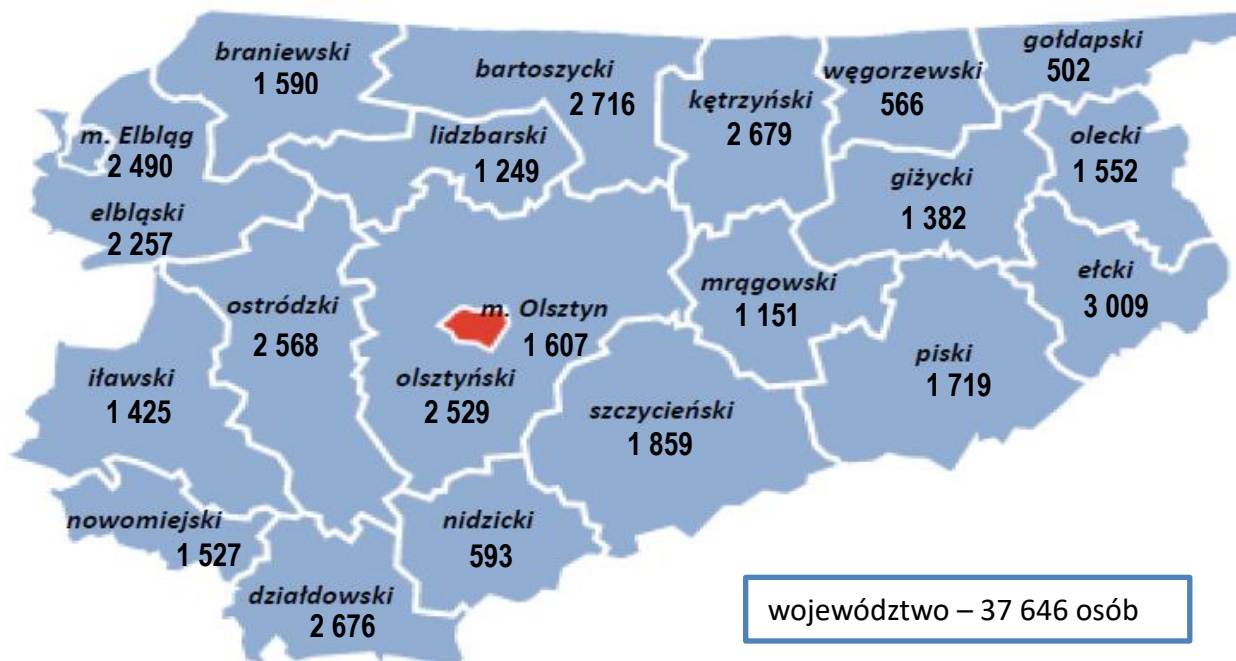 braniewski
1 590
bartoszycki
2 716
kętrzyński
2 679
węgorzewski
566
gołdapski
502
m. Elbląg
2 490
lidzbarski
1 249
olecki
1 552
giżycki
1 382
elbląski
2 257
ełcki
3 009
mrągowski
1 151
ostródzki
2 568
m. Olsztyn
1 607
piski
1 719
iławski
1 425
olsztyński
2 529
szczycieński
1 859
nowomiejski
1 527
nidzicki
593
działdowski
2 676
województwo – 37 646 osób